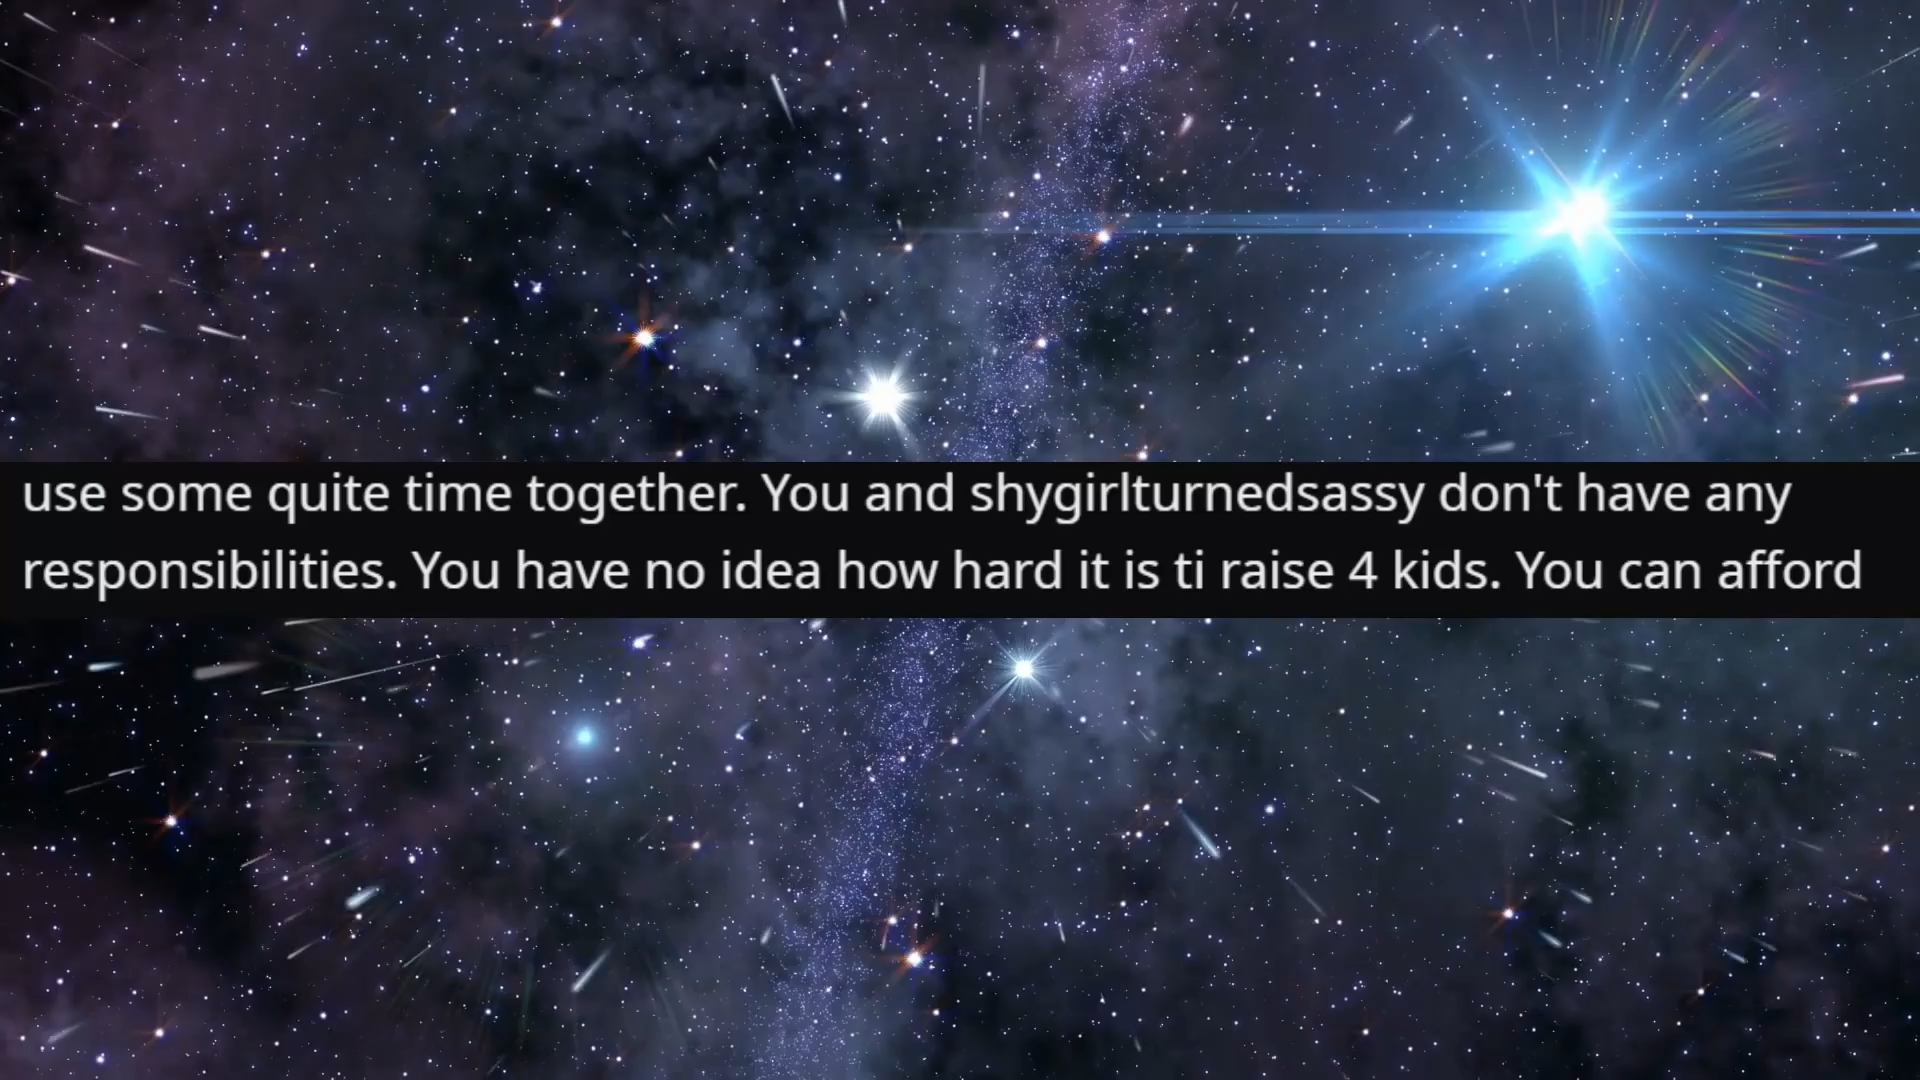 use some quite time together. You and shygirlturnedsassy don't have any
responsibilities. You have no idea how hard it is ti raise 4 kids. You can afford